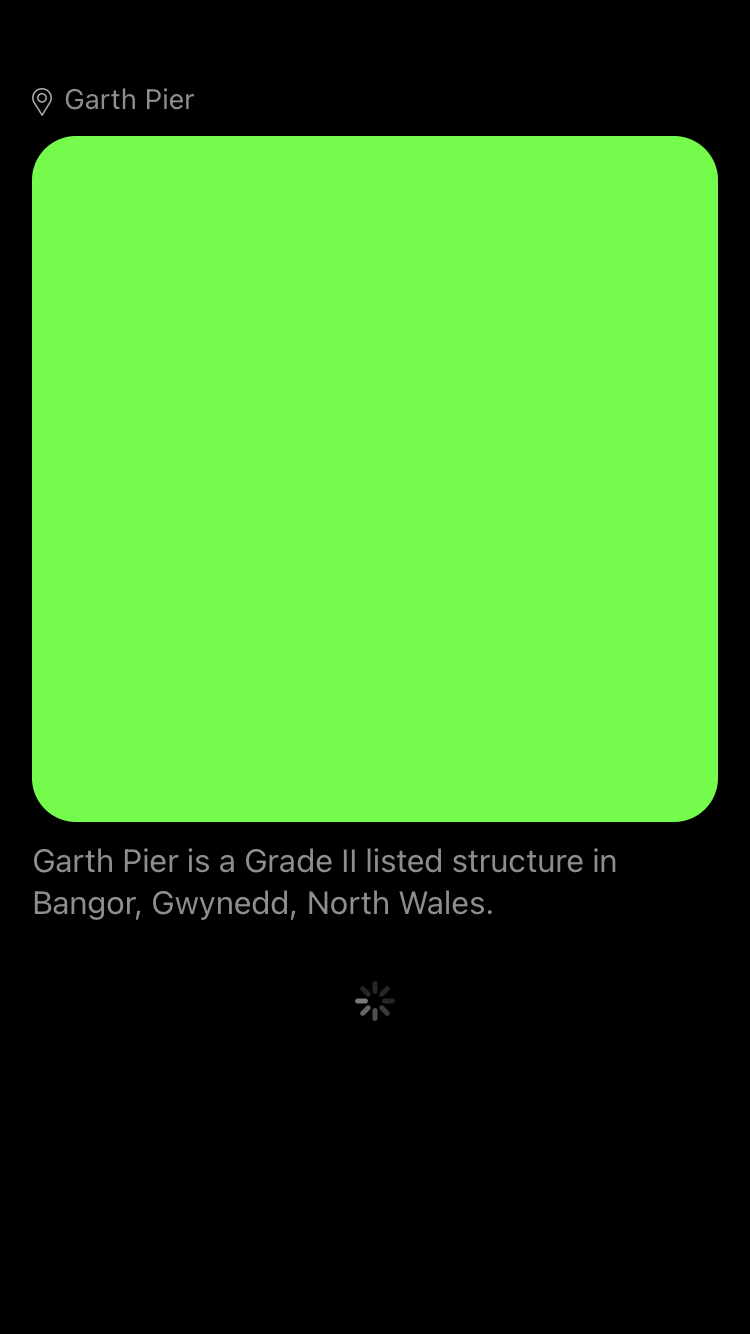 Garth Pier
Garth Pier is a Grade II listed structure in
Bangor, Gwynedd, North Wales.